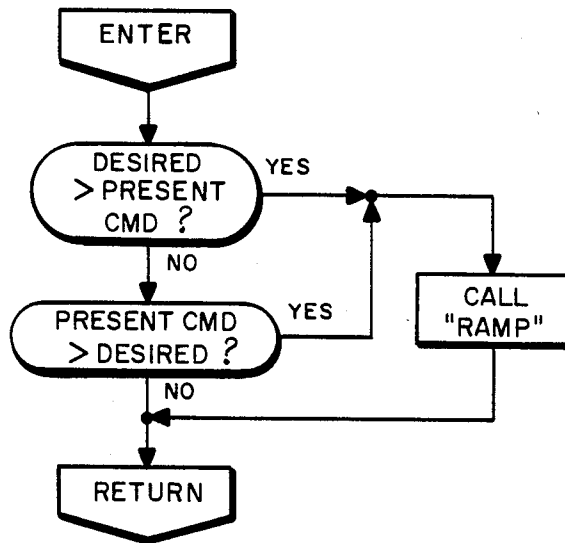 ENTER
DESIRED
> PRESENT
CMD ?
YES
NO
PRESENT CMD
> DESIRED ?
YES
CALL
"RAMP"
NO
RETURN